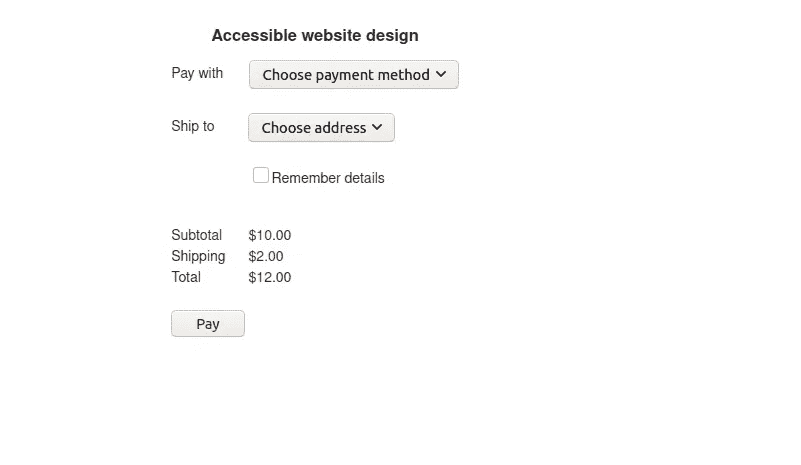 Accessible website design
Pay with Choose payment method
Ship to Choose address
Remember details
Subtotal $10.00
Shipping $2.00
Total $12.00
Pay